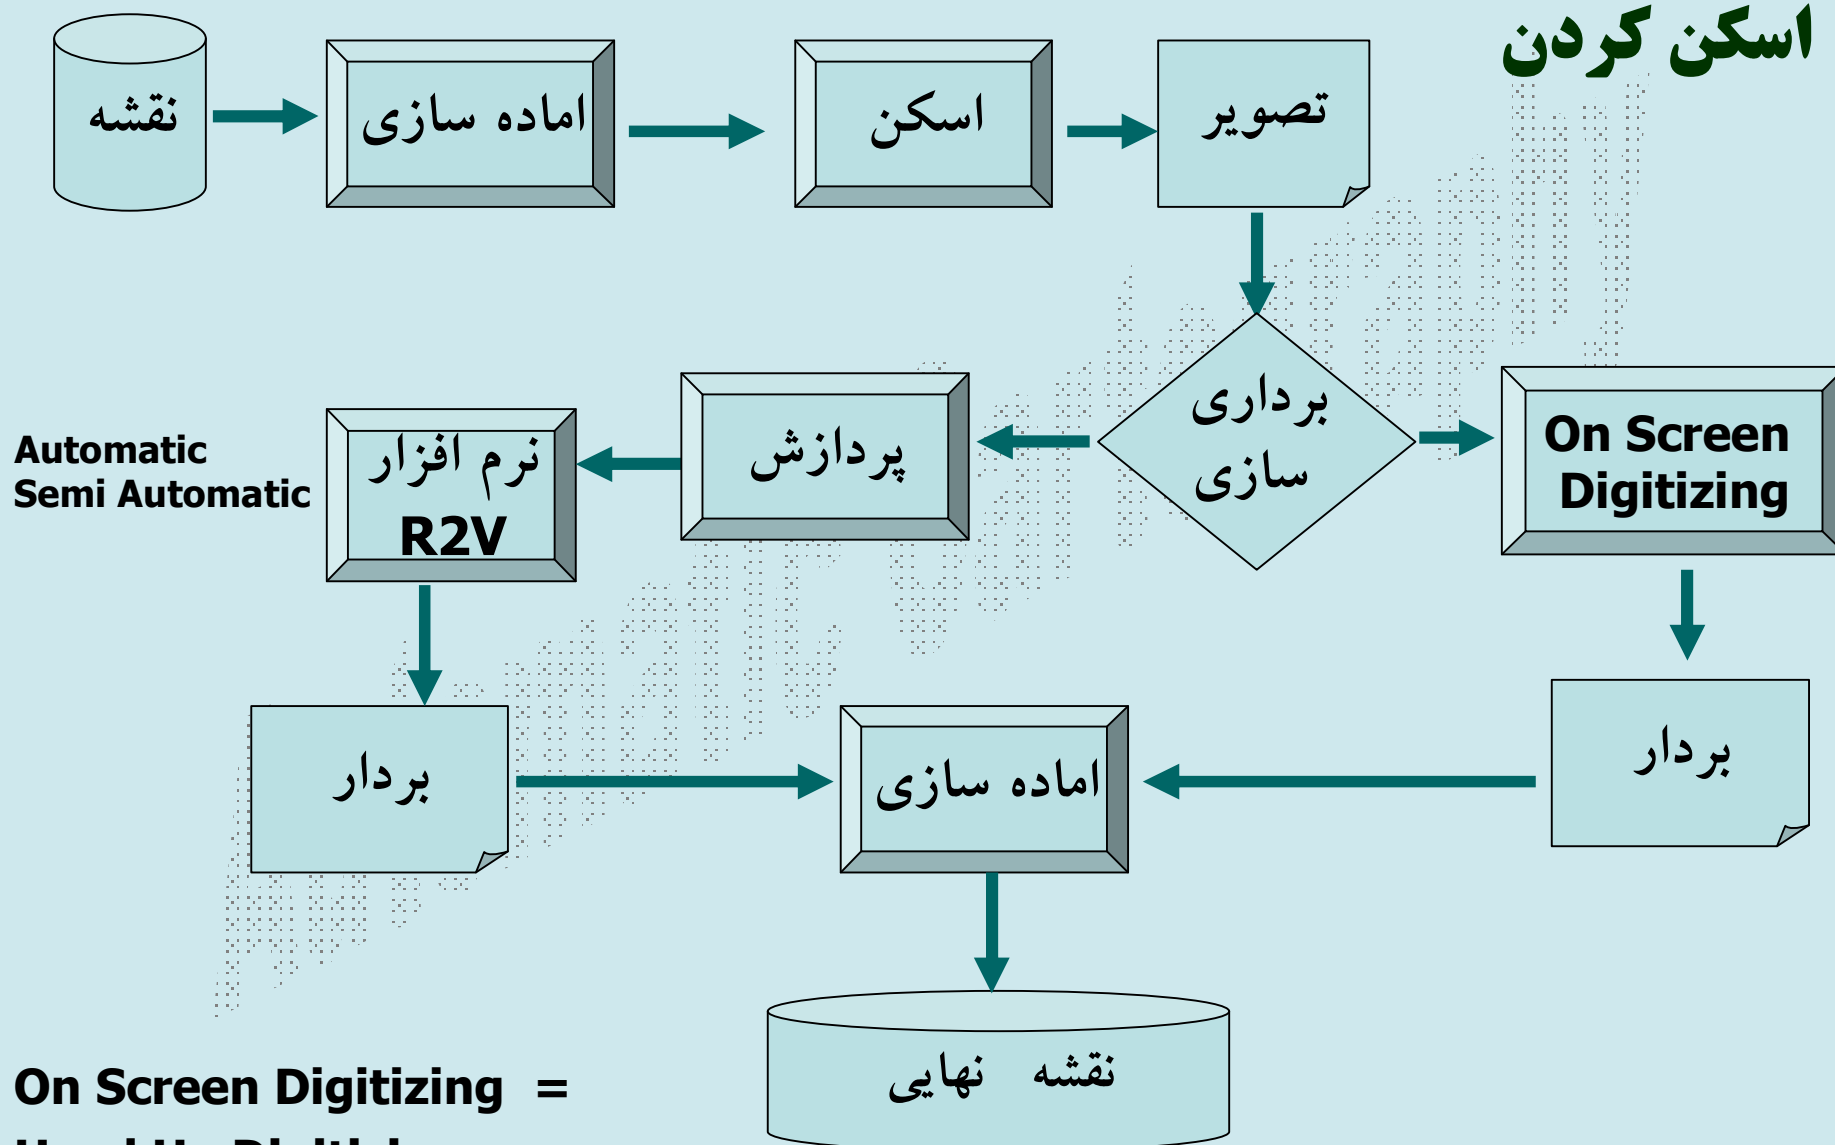 اسکن کردن
نقشه
اماده سازی
اسکن
تصویر
برداری
سازی
On Screen
Digitizing
پردازش
نرم افزار
R2V
Automatic
Semi Automatic
بردار
اماده سازی
بردار
نقشه نهایی
On Screen Digitizing =